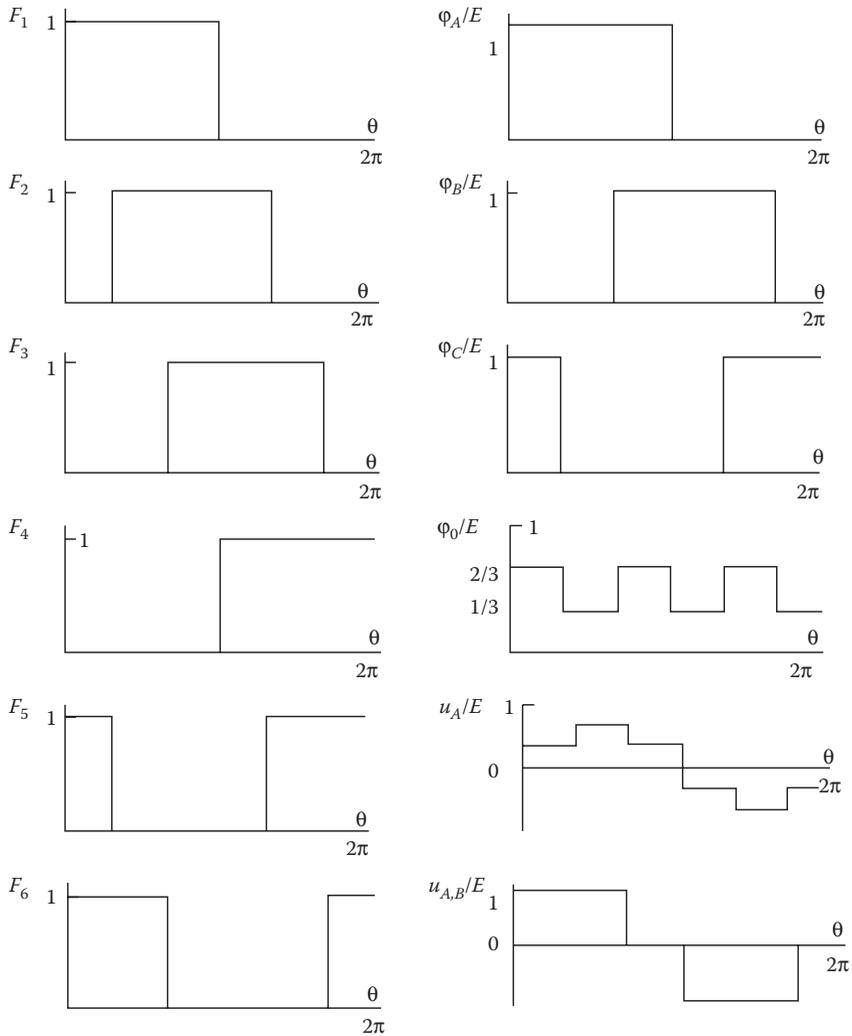 F1 1 θ 2π
φA/E 1 θ 2π
F2 1 θ 2π
φB/E 1 θ 2π
F3 1 θ 2π
φC/E 1 θ 2π
F4 1 θ 2π
φ0/E 1 2/3 1/3 θ 2π
F5 1 θ 2π
uA/E 1 0 θ 2π
F6 1 θ 2π
uA,B/E 1 0 θ 2π